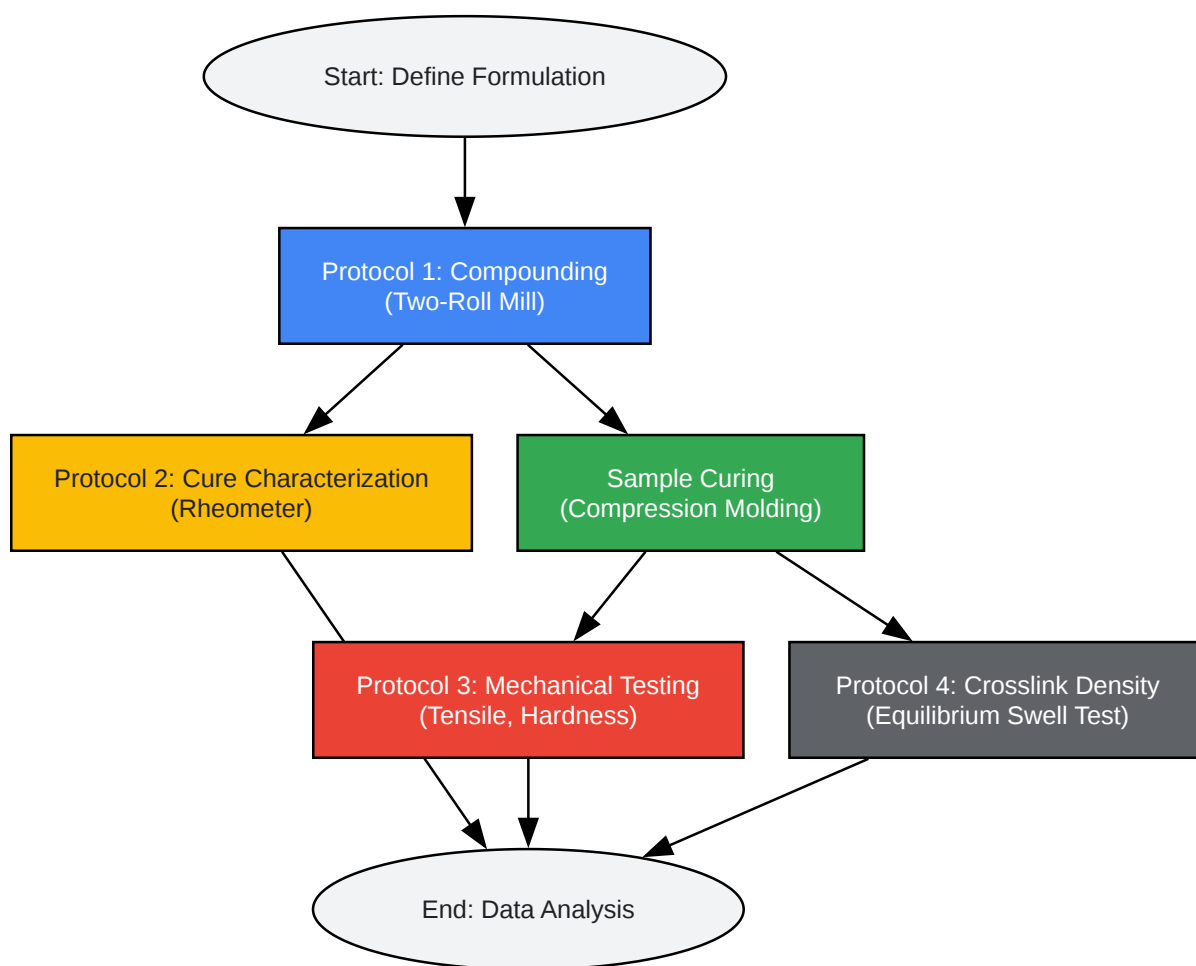 Start: Define Formulation
Protocol 1: Compounding
(Two-Roll Mill)
Protocol 2: Cure Characterization
(Rheometer)
Sample Curing
(Compression Molding)
Protocol 3: Mechanical Testing
(Tensile, Hardness)
Protocol 4: Crosslink Density
(Equilibrium Swell Test)
End: Data Analysis